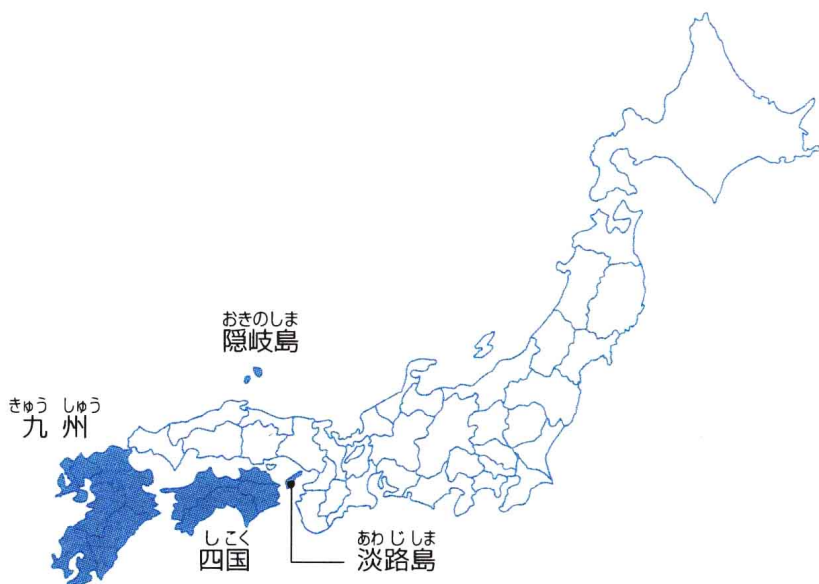 おきのしま
隠岐島
きゅう しゅう
九 州
しこく
四国
あわじしま
淡路島